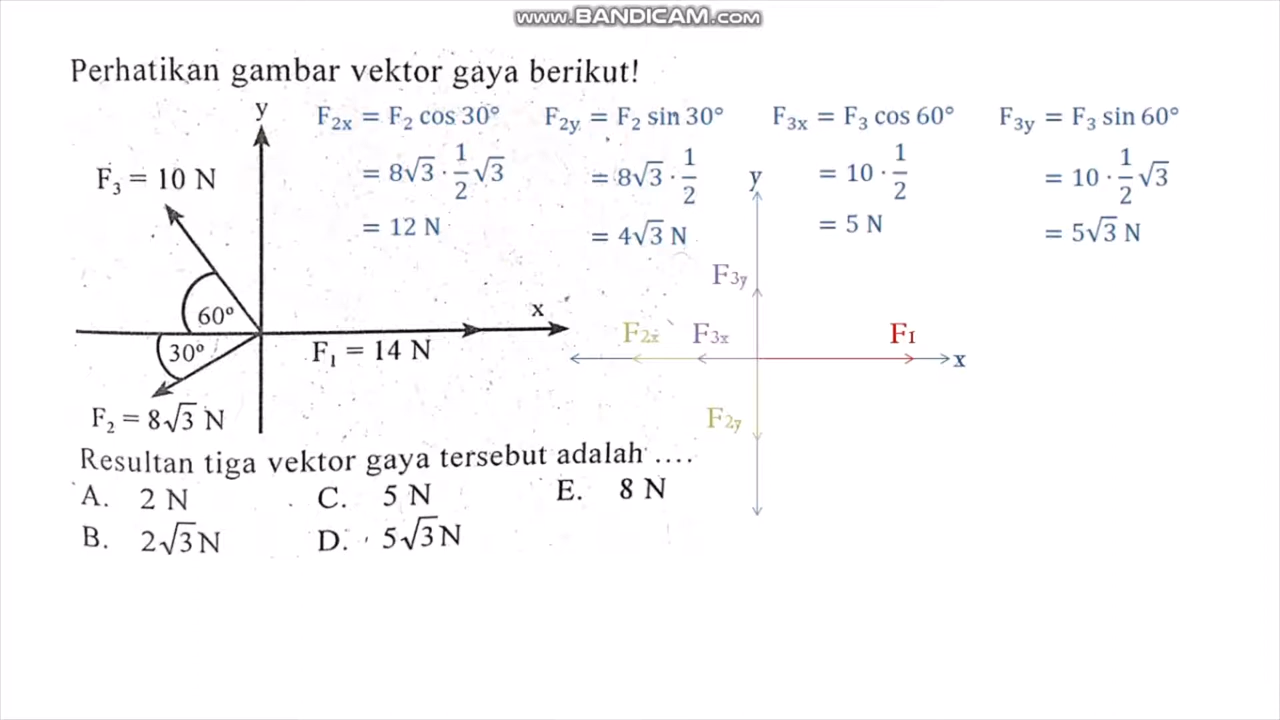 www.BANDICAM.com
Perhatikan gambar vektor gaya berikut!
y
F₃ = 10 N
60°
30°
x
F₁ = 14 N
F₂ = 8√3 N
F₂ₓ = F₂ cos 30°
= 8√3 · 1/2 √3
= 12 N
F₂y = F₂ sin 30°
= 8√3 · 1/2
= 4√3 N
F₃ₓ = F₃ cos 60°
= 10 · 1/2
= 5 N
F₃y = F₃ sin 60°
= 10 · 1/2 √3
= 5√3 N
y
F3y
F2x F3x F1
x
F2y
Resultan tiga vektor gaya tersebut adalah ....
A. 2 N C. 5 N E. 8 N
B. 2√3 N D. 5√3 N